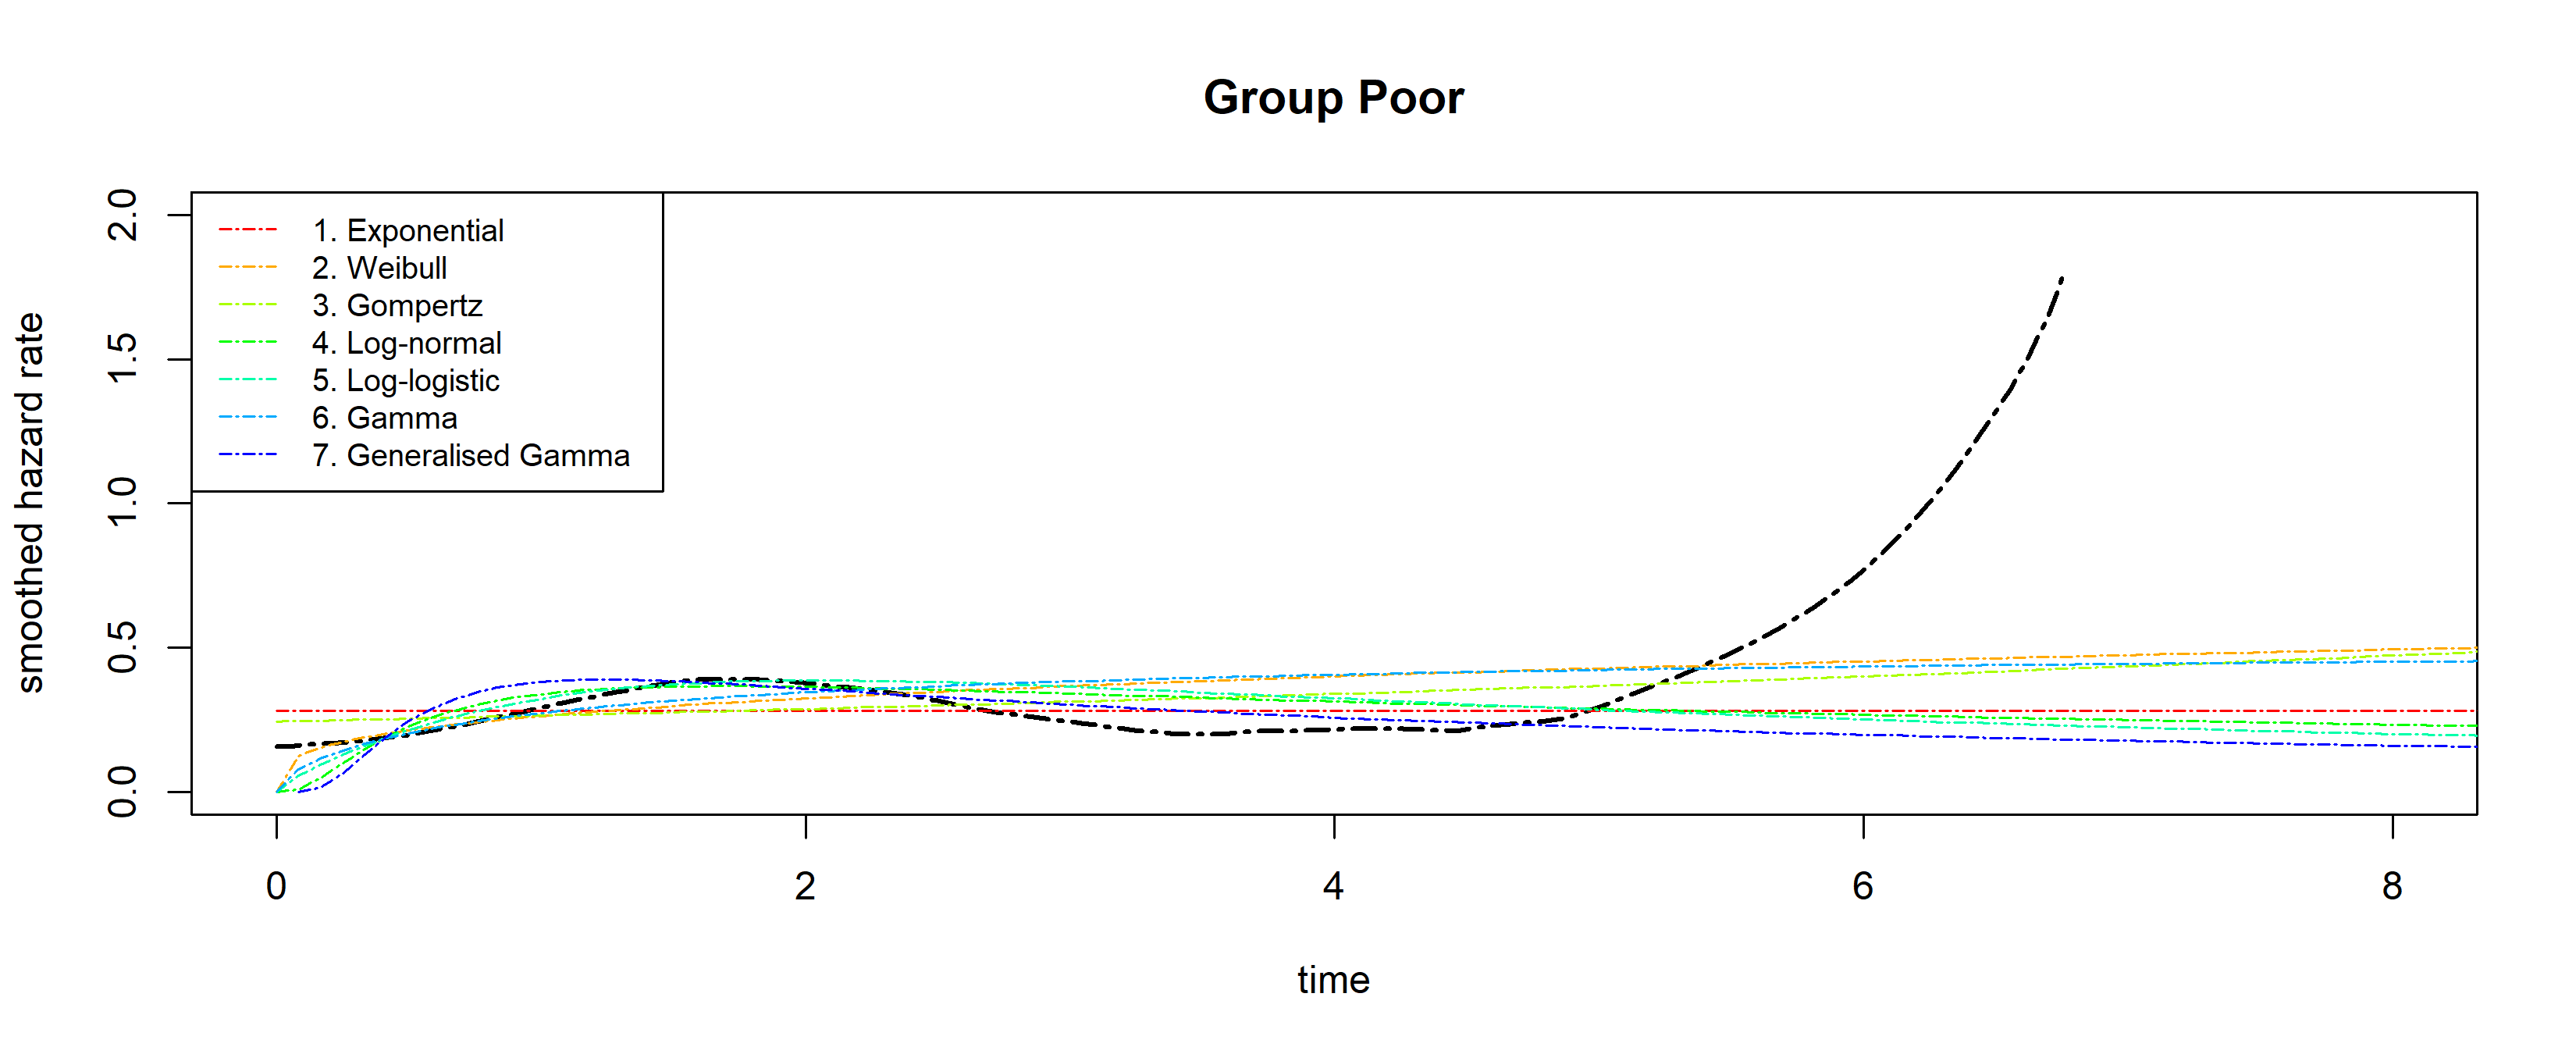 Group Poor
smoothed hazard rate
2.0
1.5
1.0
0.5
0.0
1. Exponential
2. Weibull
3. Gompertz
4. Log-normal
5. Log-logistic
6. Gamma
7. Generalised Gamma
0 2 4 6 8
time